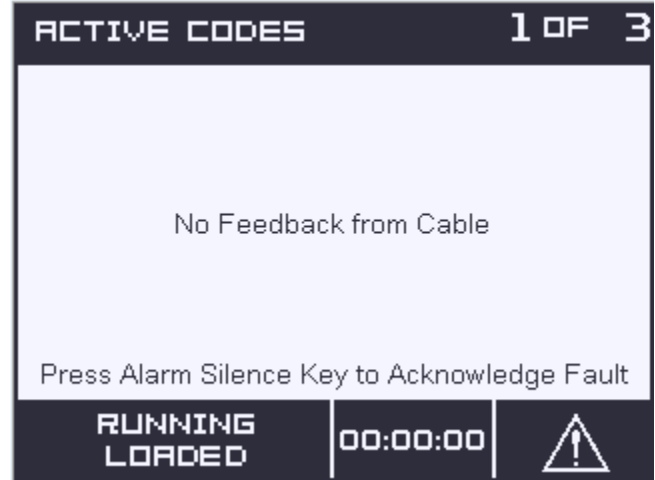 ACTIVE CODES 1 OF 3
No Feedback from Cable
Press Alarm Silence Key to Acknowledge Fault
RUNNING
LOADED
00:00:00